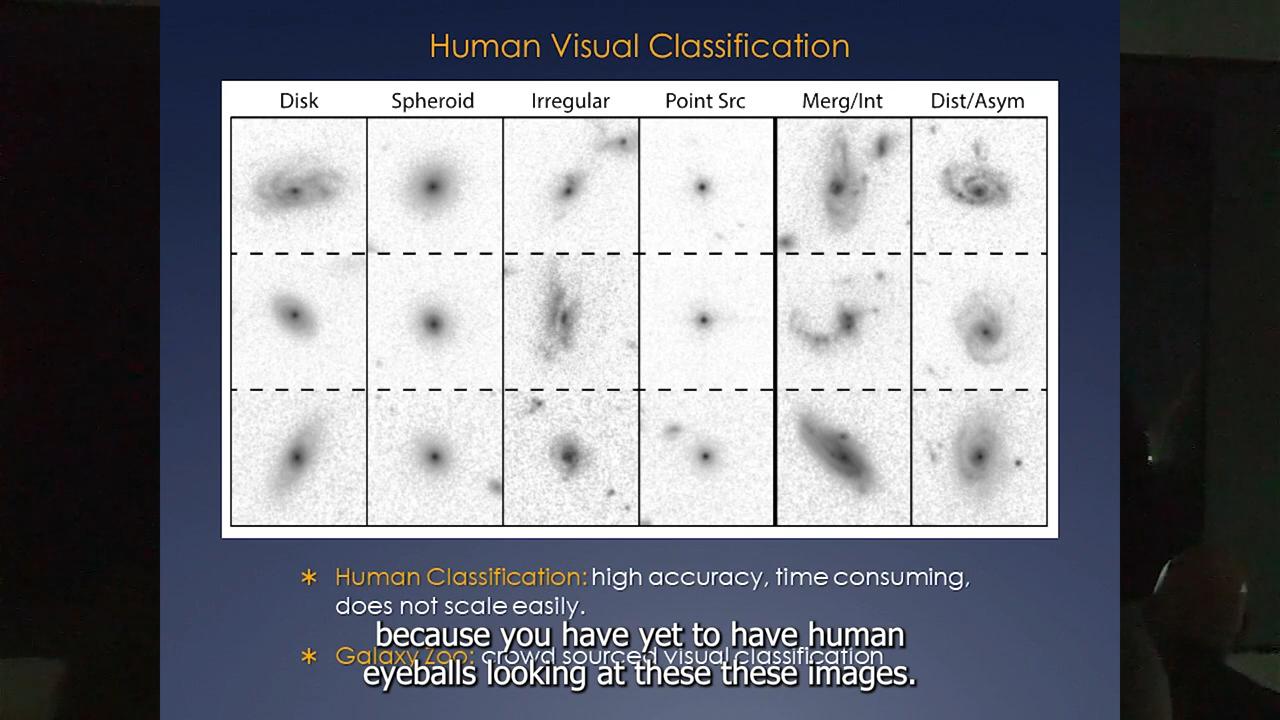 Human Visual Classification
Disk Spheroid Irregular Point Src Merg/Int Dist/Asym
* Human Classification: high accuracy, time consuming,
does not scale easily.
because you have yet to have human
* Galaxy Zoo: crowd sourced visual classification
eyeballs looking at these these images.